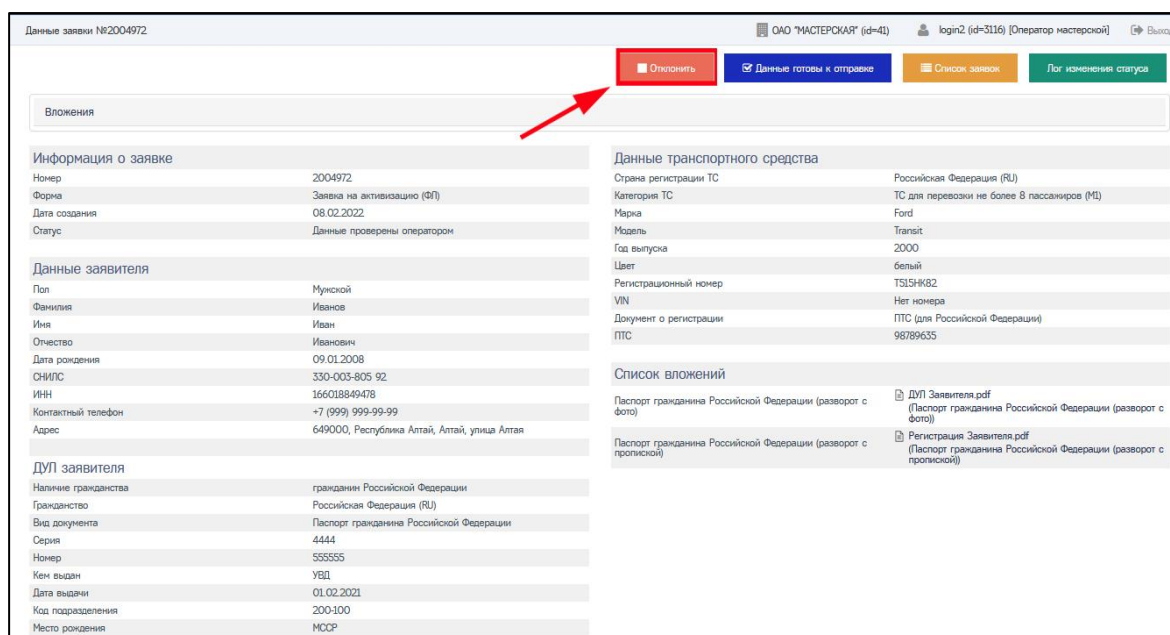 Данные заявки №2004972
ОАО "МАСТЕРСКАЯ" (id=41)
login2 (id=3116) [Оператор мастерской]
Выход
Отклонить
Данные готовы к отправке
Список заявок
Лог изменения статуса
Вложения
Информация о заявке
Номер 2004972
Форма Заявка на активизацию (ФЛ)
Дата создания 08.02.2022
Статус Данные проверены оператором
Данные заявителя
Пол Мужской
Фамилия Иванов
Имя Иван
Отчество Иванович
Дата рождения 09.01.2008
СНИЛС 330-003-805 92
ИНН 166018849478
Контактный телефон +7 (999) 999-99-99
Адрес 649000, Республика Алтай, Алтай, улица Алтая
ДУЛ заявителя
Наличие гражданства гражданин Российской Федерации
Гражданство Российская Федерация (RU)
Вид документа Паспорт гражданина Российской Федерации
Серия 4444
Номер 555555
Кем выдан УВД
Дата выдачи 01.02.2021
Код подразделения 200-100
Место рождения МССР
Данные транспортного средства
Страна регистрации ТС Российская Федерация (RU)
Категория ТС ТС для перевозки не более 8 пассажиров (М1)
Марка Ford
Модель Transit
Год выпуска 2000
Цвет белый
Регистрационный номер Т515НК82
VIN Нет номера
Документ о регистрации ПТС (для Российской Федерации)
ПТС 98789635
Список вложений
Паспорт гражданина Российской Федерации (разворот с
фото)
ДУЛ Заявителя.pdf
(Паспорт гражданина Российской Федерации (разворот с
фото))
Паспорт гражданина Российской Федерации (разворот с
пропиской)
Регистрация Заявителя.pdf
(Паспорт гражданина Российской Федерации (разворот с
пропиской))